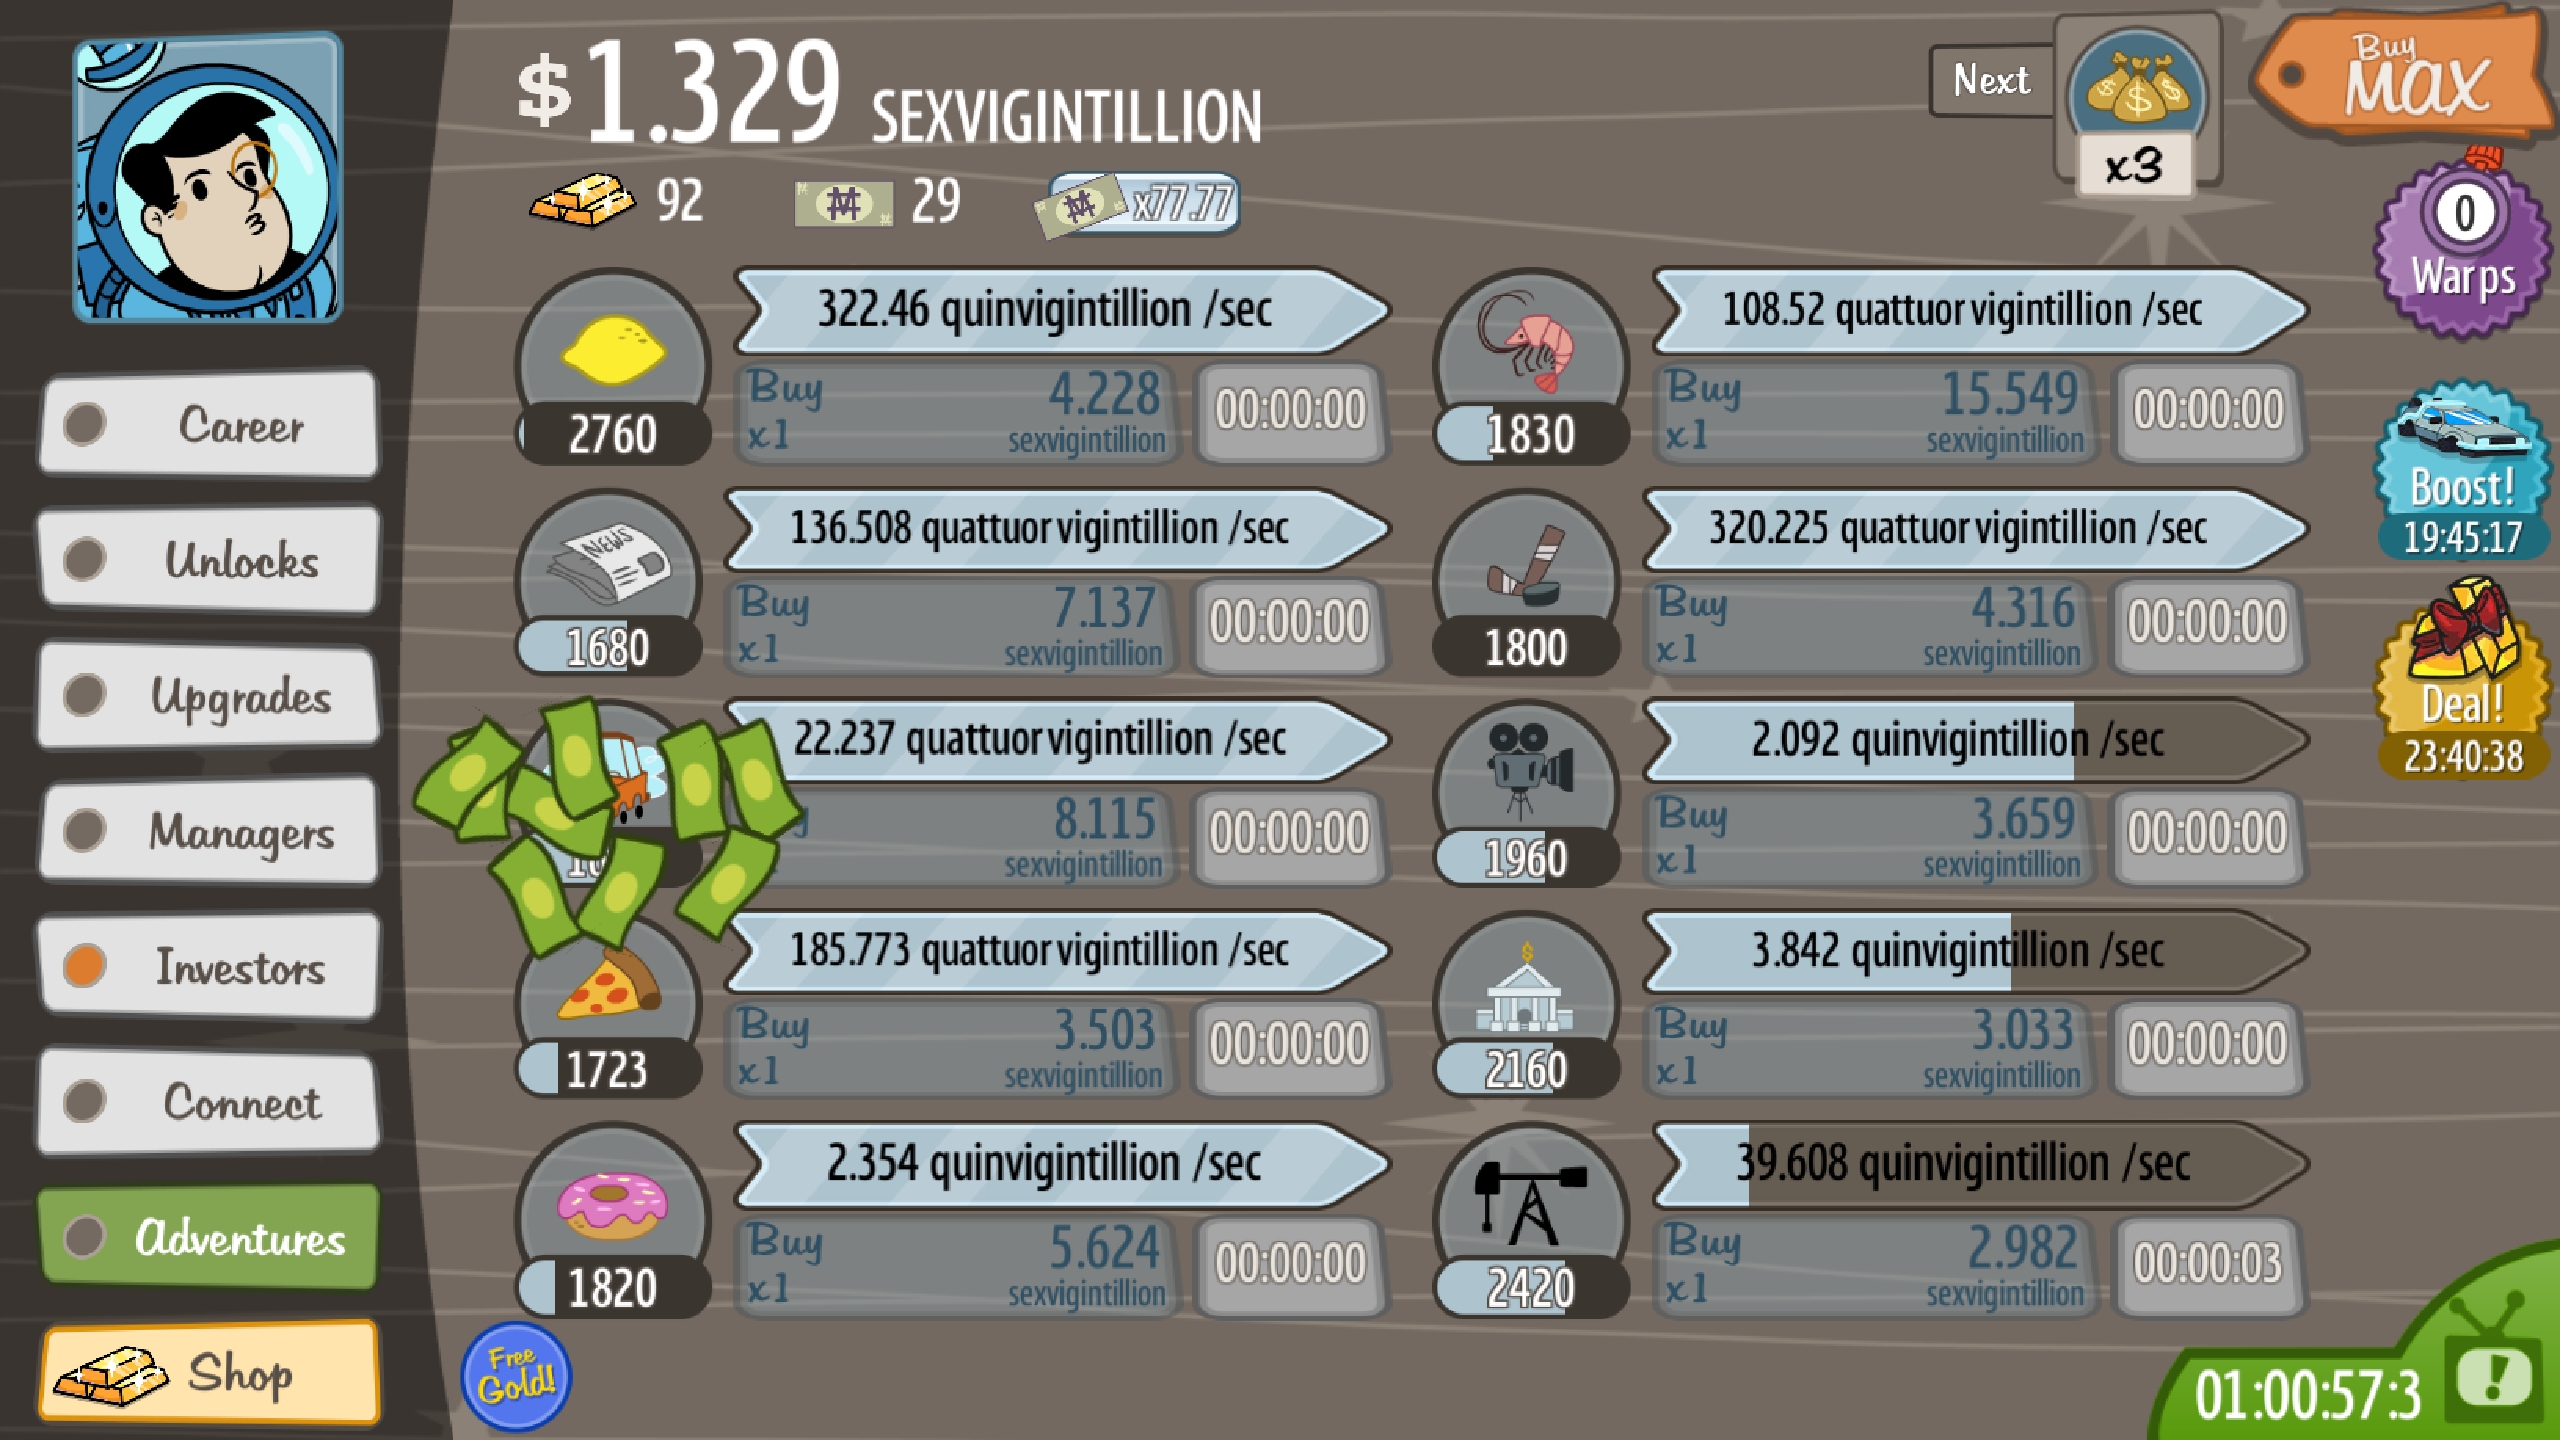 $1.329 SEXVIGINTILLION
92
29
x77.77
Next
x3
Buy
MAX
0
Warps
Boost!
19:45:17
Deal!
23:40:38
Career
Unlocks
Upgrades
Managers
Investors
Connect
Adventures
Shop
Free
Gold!
322.46 quinvigintillion /sec
2760
Buy
x1
4.228
sexvigintillion
00:00:00
108.52 quattuorvigintillion /sec
1830
Buy
x1
15.549
sexvigintillion
00:00:00
NEWS
136.508 quattuorvigintillion /sec
1680
Buy
x1
7.137
sexvigintillion
00:00:00
320.225 quattuorvigintillion /sec
1800
Buy
x1
4.316
sexvigintillion
00:00:00
22.237 quattuorvigintillion /sec
8.115
sexvigintillion
00:00:00
2.092 quinvigintillion /sec
1960
Buy
x1
3.659
sexvigintillion
00:00:00
185.773 quattuorvigintillion /sec
1723
Buy
x1
3.503
sexvigintillion
00:00:00
3.842 quinvigintillion /sec
2160
Buy
x1
3.033
sexvigintillion
00:00:00
2.354 quinvigintillion /sec
1820
Buy
x1
5.624
sexvigintillion
00:00:00
39.608 quinvigintillion /sec
2420
Buy
x1
2.982
sexvigintillion
00:00:03
01:00:57:3